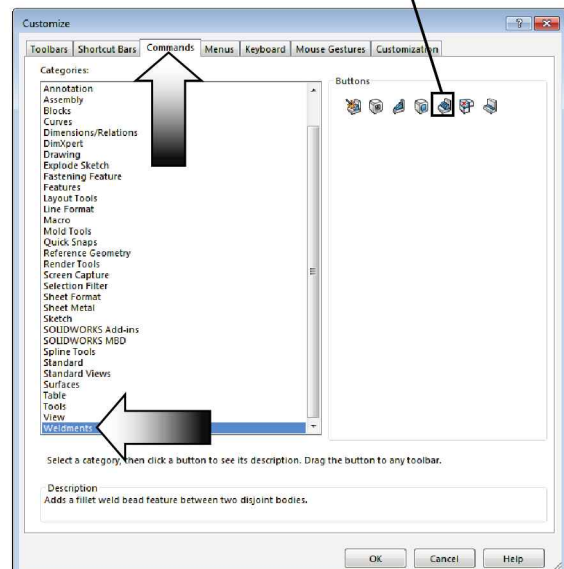 Customize
Toolbars Shortcut Bars Commands Menus Keyboard Mouse Gestures Customization
Categories:
Annotation
Assembly
Blocks
Curves
Dimensions/Relations
DimXpert
Drawing
Explode Sketch
Fastening Feature
Features
Layout Tools
Line Format
Macro
Mold Tools
Quick Snaps
Reference Geometry
Render Tools
Screen Capture
Selection Filter
Sheet Format
Sheet Metal
Sketch
SOLIDWORKS Add-ins
SOLIDWORKS MBD
Spline Tools
Standard
Standard Views
Surfaces
Table
Tools
View
Weldments
Buttons
Select a category, then click a button to see its description. Drag the button to any toolbar.
Description
Adds a fillet weld bead feature between two disjoint bodies.
OK Cancel Help